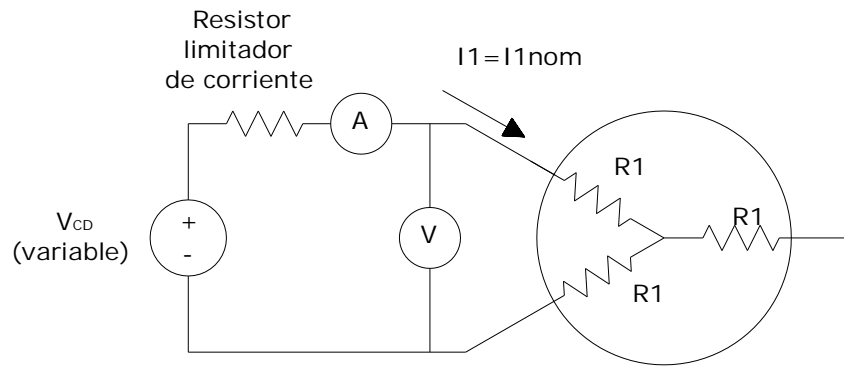 Resistor
limitador
de corriente
I1=I1nom
A
R1
R1
VCD
(variable)
+
-
V
R1